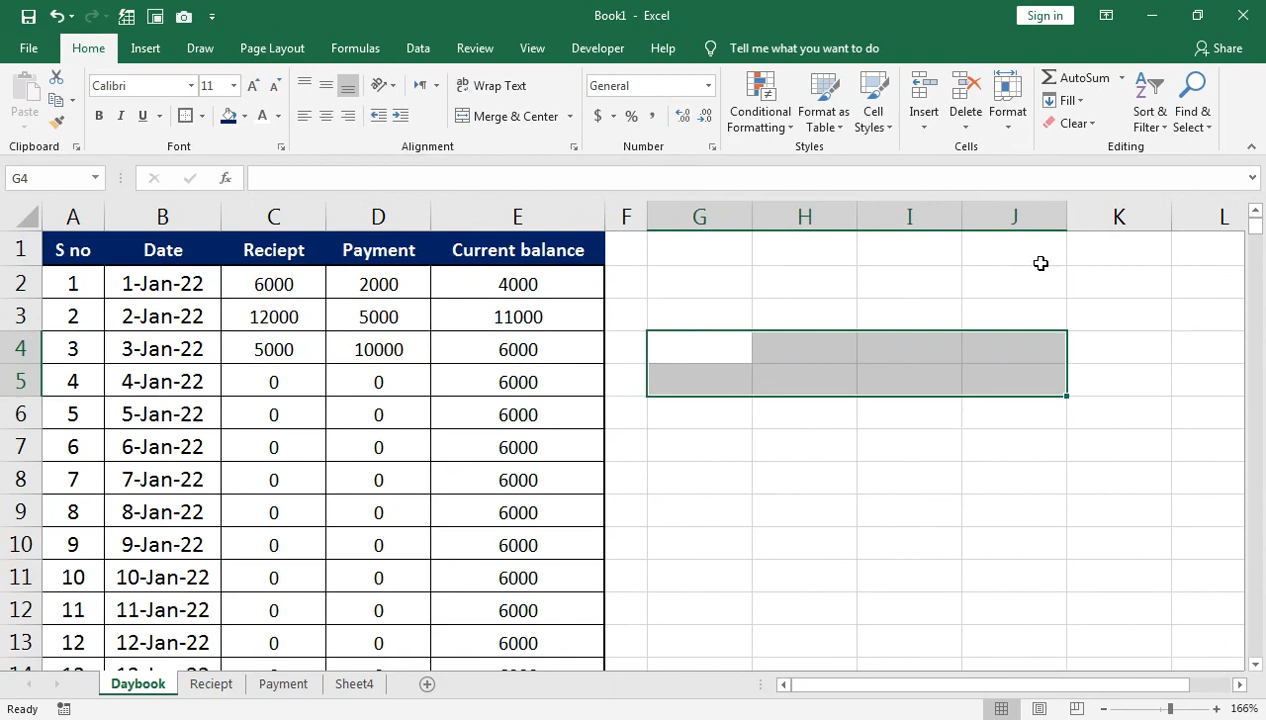 Book1 - Excel
Sign in
File Home Insert Draw Page Layout Formulas Data Review View Developer Help Tell me what you want to do Share
Paste
Calibri 11
Wrap Text
General
Conditional Formatting
Format as Table
Cell Styles
Insert
Delete
Format
AutoSum
Fill
Clear
Sort & Filter
Find & Select
B I U
Merge & Center
$ % ,
Clipboard Font Alignment Number Styles Cells Editing
G4 fx
A B C D E F G H I J K L
1 S no Date Reciept Payment Current balance
2 1 1-Jan-22 6000 2000 4000
3 2 2-Jan-22 12000 5000 11000
4 3 3-Jan-22 5000 10000 6000
5 4 4-Jan-22 0 0 6000
6 5 5-Jan-22 0 0 6000
7 6 6-Jan-22 0 0 6000
8 7 7-Jan-22 0 0 6000
9 8 8-Jan-22 0 0 6000
10 9 9-Jan-22 0 0 6000
11 10 10-Jan-22 0 0 6000
12 11 11-Jan-22 0 0 6000
13 12 12-Jan-22 0 0 6000
Daybook Reciept Payment Sheet4
Ready 166%